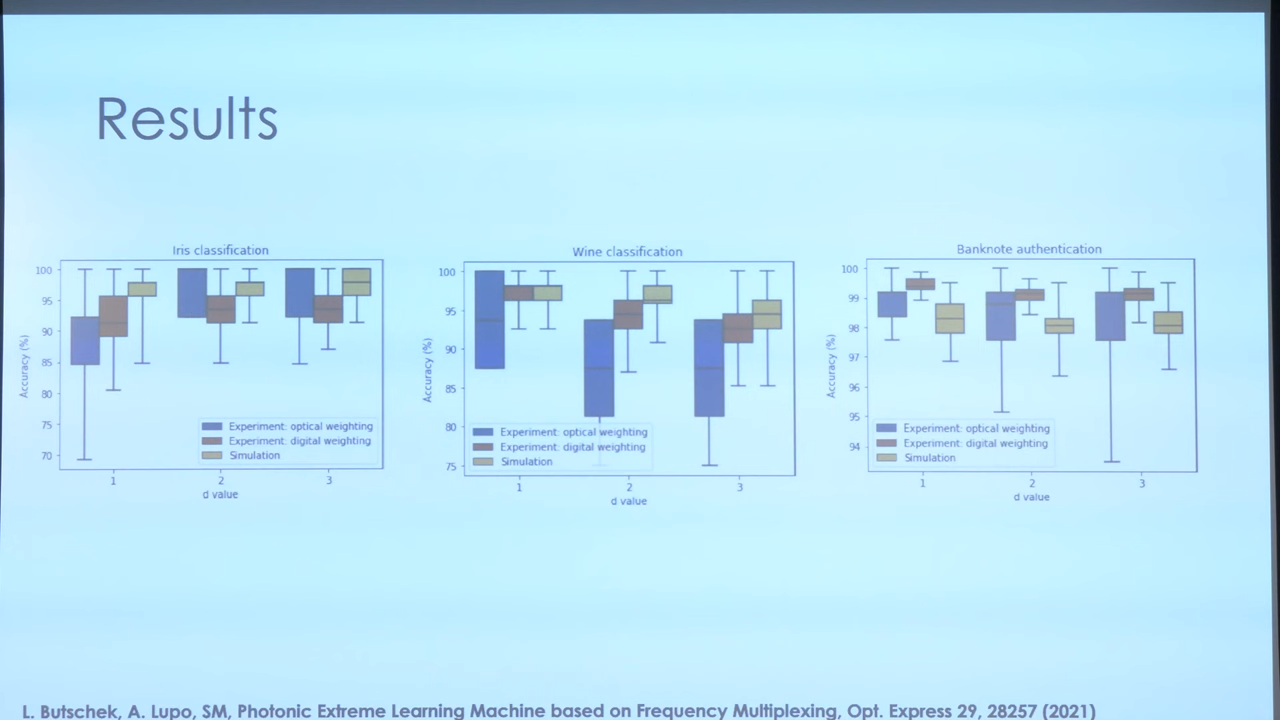 Results
Iris classification
100
95
90
85
80
75
70
Accuracy (%)
Experiment: optical weighting
Experiment: digital weighting
Simulation
1 2 3
d value
Wine classification
100
95
90
85
80
75
Accuracy (%)
Experiment: optical weighting
Experiment: digital weighting
Simulation
1 2 3
d value
Banknote authentication
100
99
98
97
96
95
94
Accuracy (%)
Experiment: optical weighting
Experiment: digital weighting
Simulation
1 2 3
d value
L. Butschek, A. Lupo, SM, Photonic Extreme Learning Machine based on Frequency Multiplexing, Opt. Express 29, 28257 (2021)